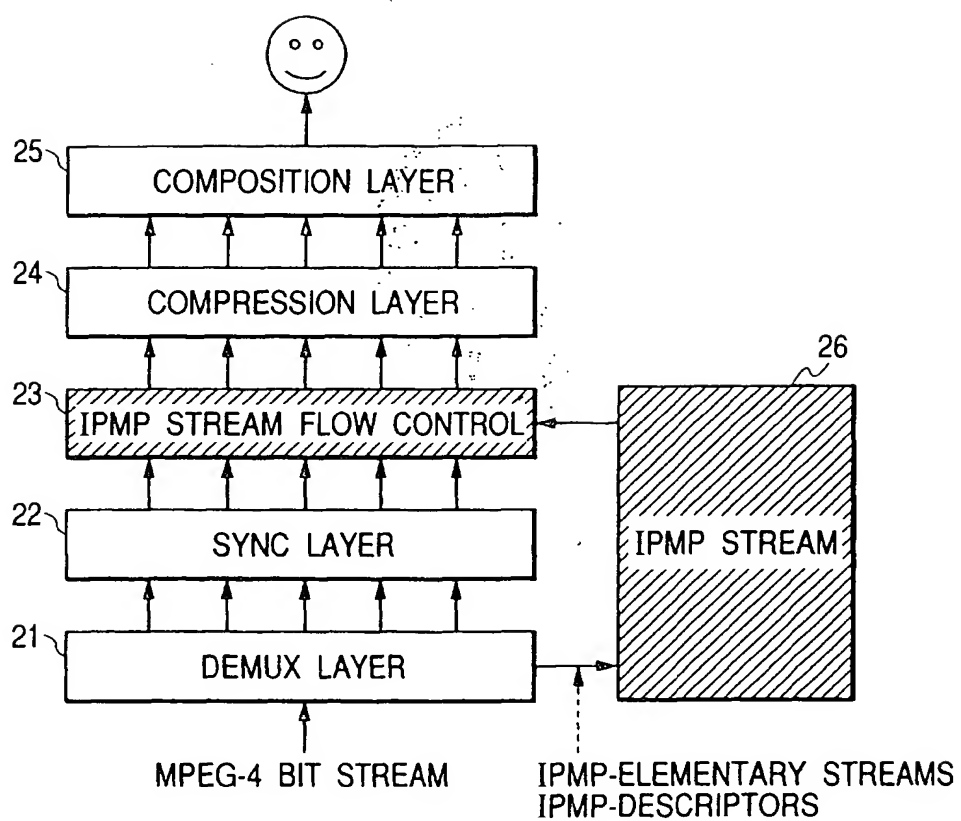 25
COMPOSITION LAYER
24
COMPRESSION LAYER
26
23
IPMP STREAM FLOW CONTROL
22
SYNC LAYER
IPMP STREAM
21
DEMUX LAYER
MPEG-4 BIT STREAM
IPMP-ELEMENTARY STREAMS
IPMP-DESCRIPTORS